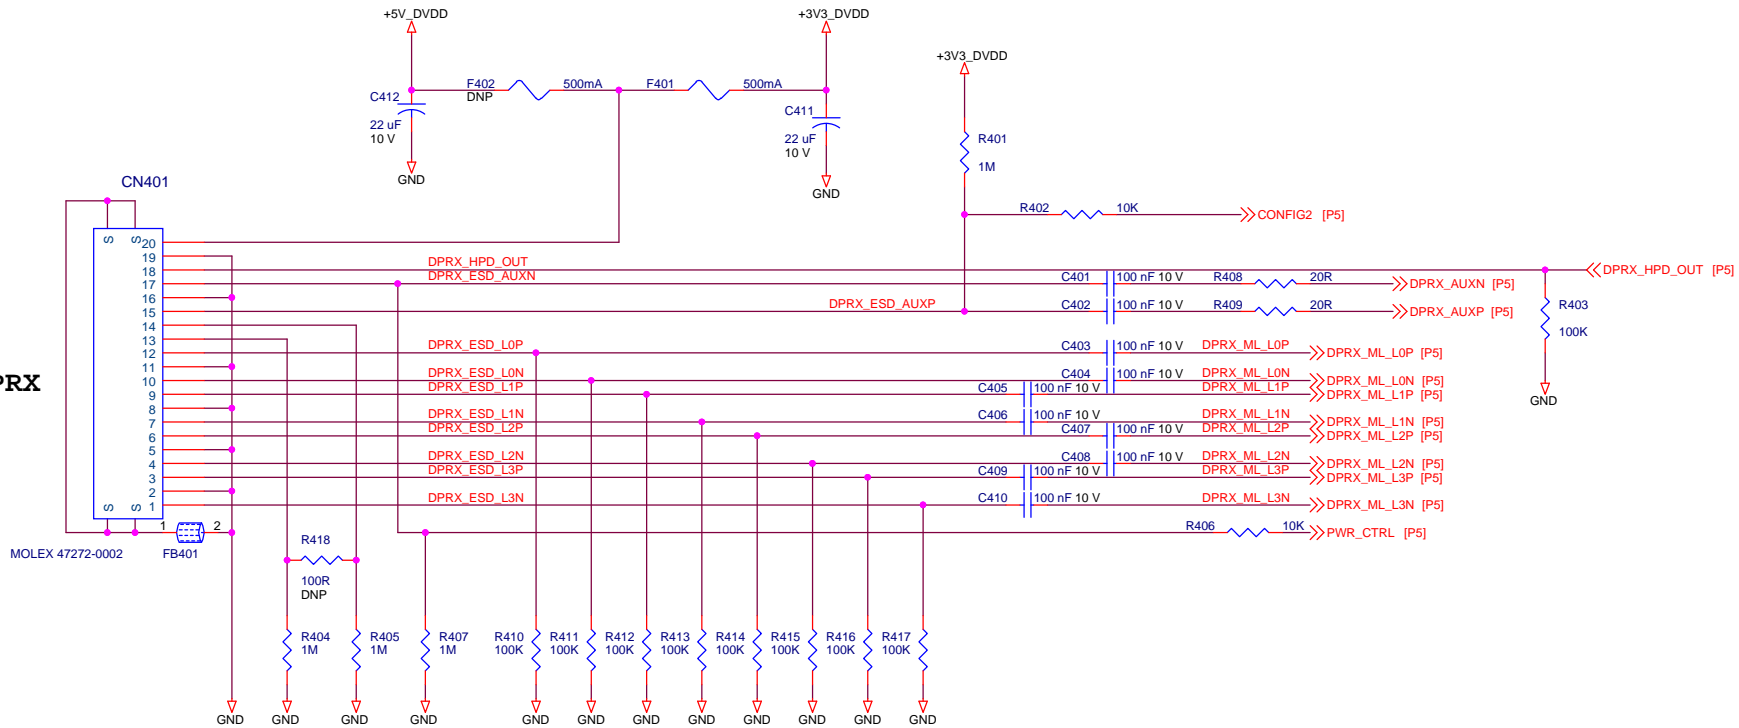 +5V_DVDD
+3V3_DVDD
+3V3_DVDD
F402 500mA F401 500mA
DNP
C412
22 uF
10 V
C411
22 uF
10 V
GND
GND
R401
1M
CN401
R402 10K CONFIG2 [P5]
S S
20
19
18 DPRX_HPD_OUT DPRX_HPD_OUT [P5]
17 DPRX_ESD_AUXN C401 100 nF 10 V R408 20R DPRX_AUXN [P5]
16
15 DPRX_ESD_AUXP C402 100 nF 10 V R409 20R DPRX_AUXP [P5]
R403
100K
GND
14
13
12 DPRX_ESD_L0P C403 100 nF 10 V DPRX_ML_L0P DPRX_ML_L0P [P5]
11
10 DPRX_ESD_L0N C404 100 nF 10 V DPRX_ML_L0N DPRX_ML_L0N [P5]
9 DPRX_ESD_L1P C405 100 nF 10 V DPRX_ML_L1P DPRX_ML_L1P [P5]
PRX
8
7 DPRX_ESD_L1N C406 100 nF 10 V DPRX_ML_L1N DPRX_ML_L1N [P5]
6 DPRX_ESD_L2P C407 100 nF 10 V DPRX_ML_L2P DPRX_ML_L2P [P5]
5
4 DPRX_ESD_L2N C408 100 nF 10 V DPRX_ML_L2N DPRX_ML_L2N [P5]
3 DPRX_ESD_L3P C409 100 nF 10 V DPRX_ML_L3P DPRX_ML_L3P [P5]
2
1 DPRX_ESD_L3N C410 100 nF 10 V DPRX_ML_L3N DPRX_ML_L3N [P5]
S S
1 2
R406 10K PWR_CTRL [P5]
MOLEX 47272-0002 FB401
R418
100R
DNP
R404 R405 R407 R410 R411 R412 R413 R414 R415 R416 R417
1M 1M 1M 100K 100K 100K 100K 100K 100K 100K 100K
GND GND GND GND GND GND GND GND GND GND GND GND